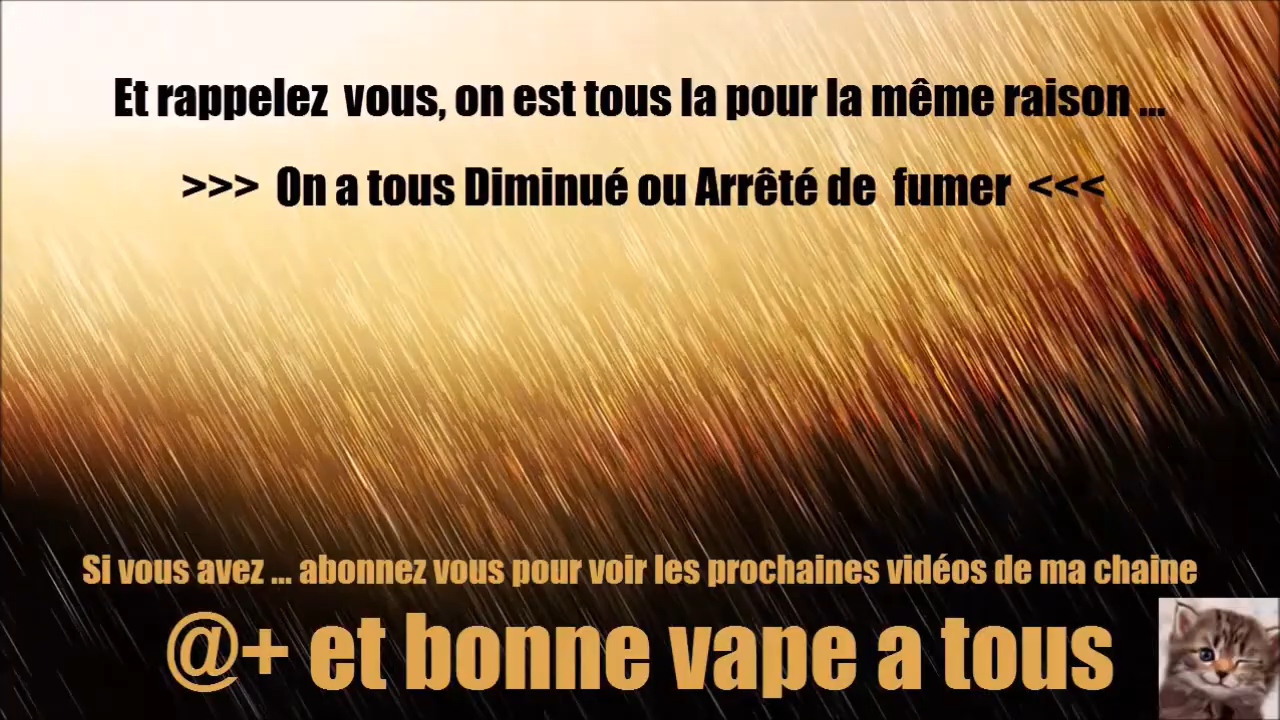 Et rappelez vous, on est tous la pour la même raison ...
>>> On a tous Diminué ou Arrêté de fumer <<<
Si vous avez ... abonnez vous pour voir les prochaines vidéos de ma chaine
@+ et bonne vape a tous